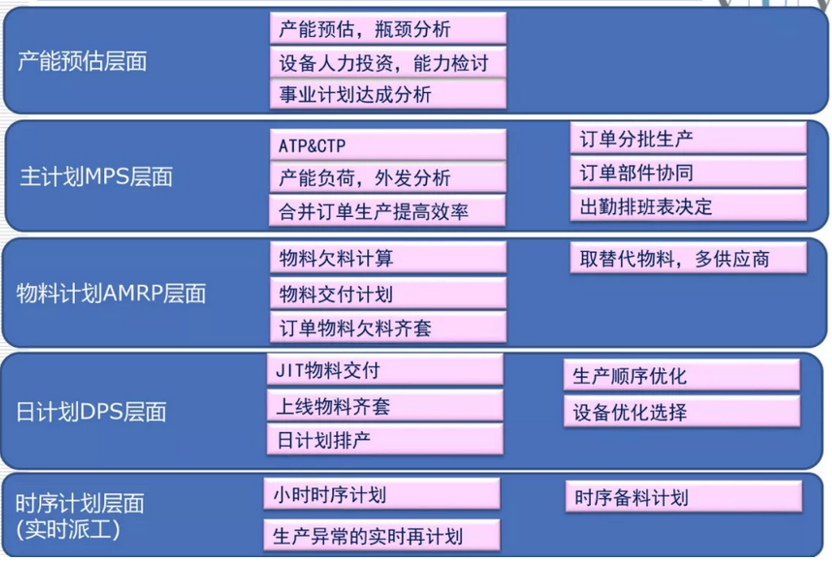 产能预估层面
产能预估，瓶颈分析
设备人力投资，能力检讨
事业计划达成分析
主计划MPS层面
ATP&CTP
产能负荷，外发分析
合并订单生产提高效率
订单分批生产
订单部件协同
出勤排班表决定
物料计划AMRP层面
物料欠料计算
物料交付计划
订单物料欠料齐套
取替代物料，多供应商
日计划DPS层面
JIT物料交付
上线物料齐套
日计划排产
生产顺序优化
设备优化选择
时序计划层面
(实时派工)
小时时序计划
生产异常的实时再计划
时序备料计划